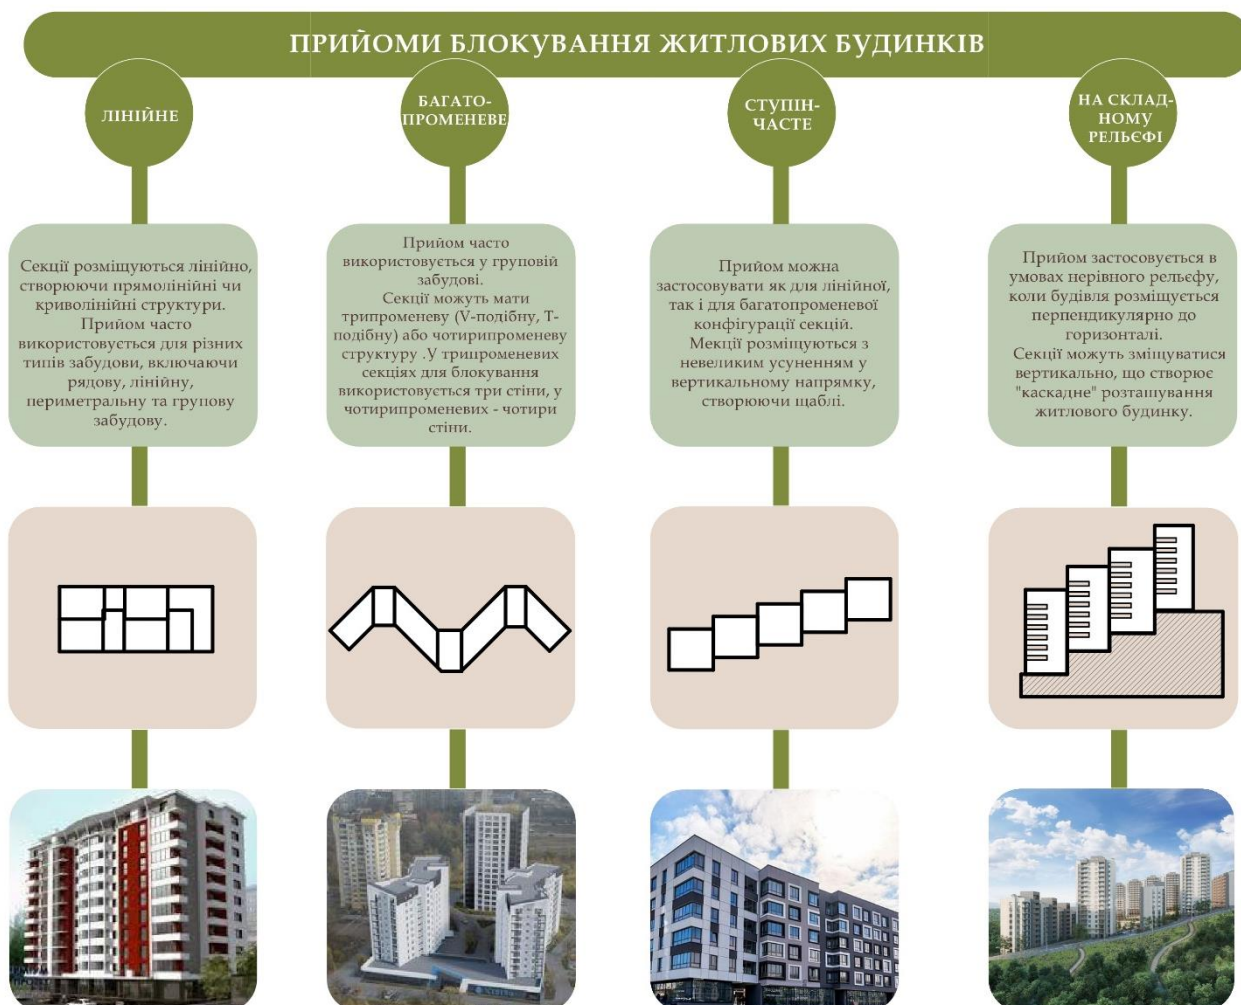 ПРИЙОМИ БЛОКУВАННЯ ЖИТЛОВИХ БУДИНКІВ
ЛІНІЙНЕ
БАГАТО-
ПРОМЕНЕВЕ
СТУПІН-
ЧАСТЕ
НА СКЛАД-
НОМУ
РЕЛЬЄФІ
Секції розміщуються лінійно,
створюючи прямолінійні чи
криволінійні структури.
Прийом часто
використовується для різних
типів забудови, включаючи
рядову, лінійну,
периметральну та групову
забудову.
Прийом часто
використовується у груповій
забудові.
Секції можуть мати
трипроменеву (V-подібну, Т-
подібну) або чотирипроменеву
структуру .У трипроменевих
секціях для блокування
використовується три стіни, у
чотирипроменевих - чотири
стіни.
Прийом можна
застосовувати як для лінійної,
так і для багатопроменевої
конфігурації секцій.
Мекції розміщуються з
невеликим усуненням у
вертикальному напрямку,
створюючи щаблі.
Прийом застосовується в
умовах нерівного рельєфу,
коли будівля розміщується
перпендикулярно до
горизонталі.
Секції можуть зміщуватися
вертикально, що створює
"каскадне" розташування
житлового будинку.